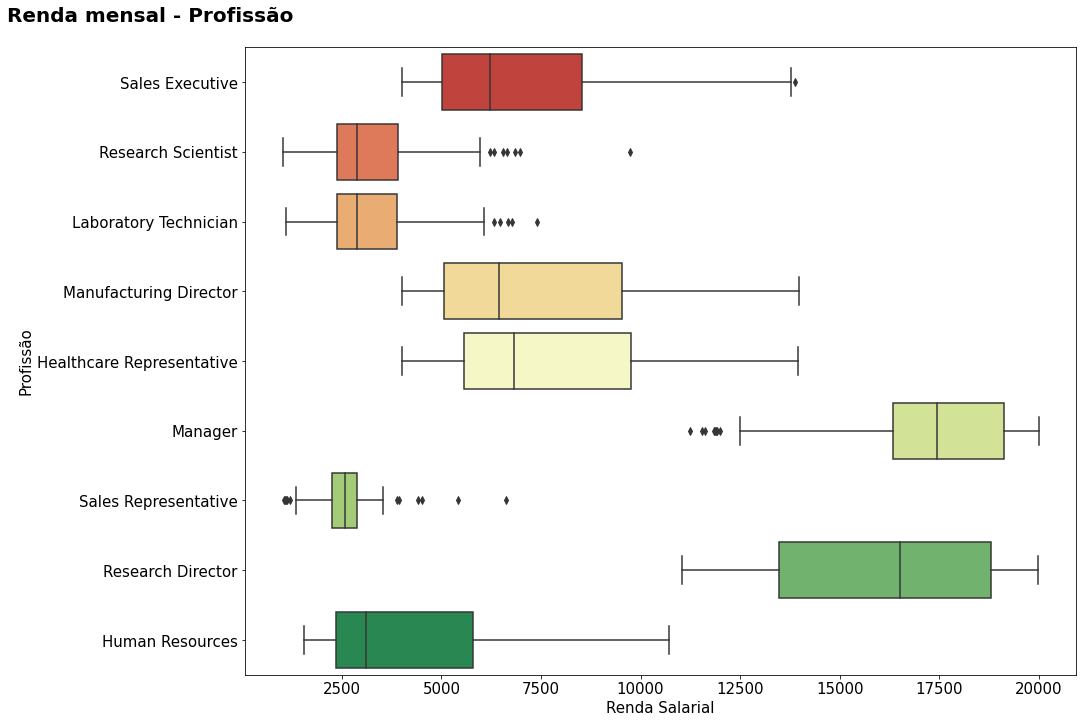 Renda mensal - Profissão
Profissão
Sales Executive
Research Scientist
Laboratory Technician
Manufacturing Director
Healthcare Representative
Manager
Sales Representative
Research Director
Human Resources
2500 5000 7500 10000 12500 15000 17500 20000
Renda Salarial